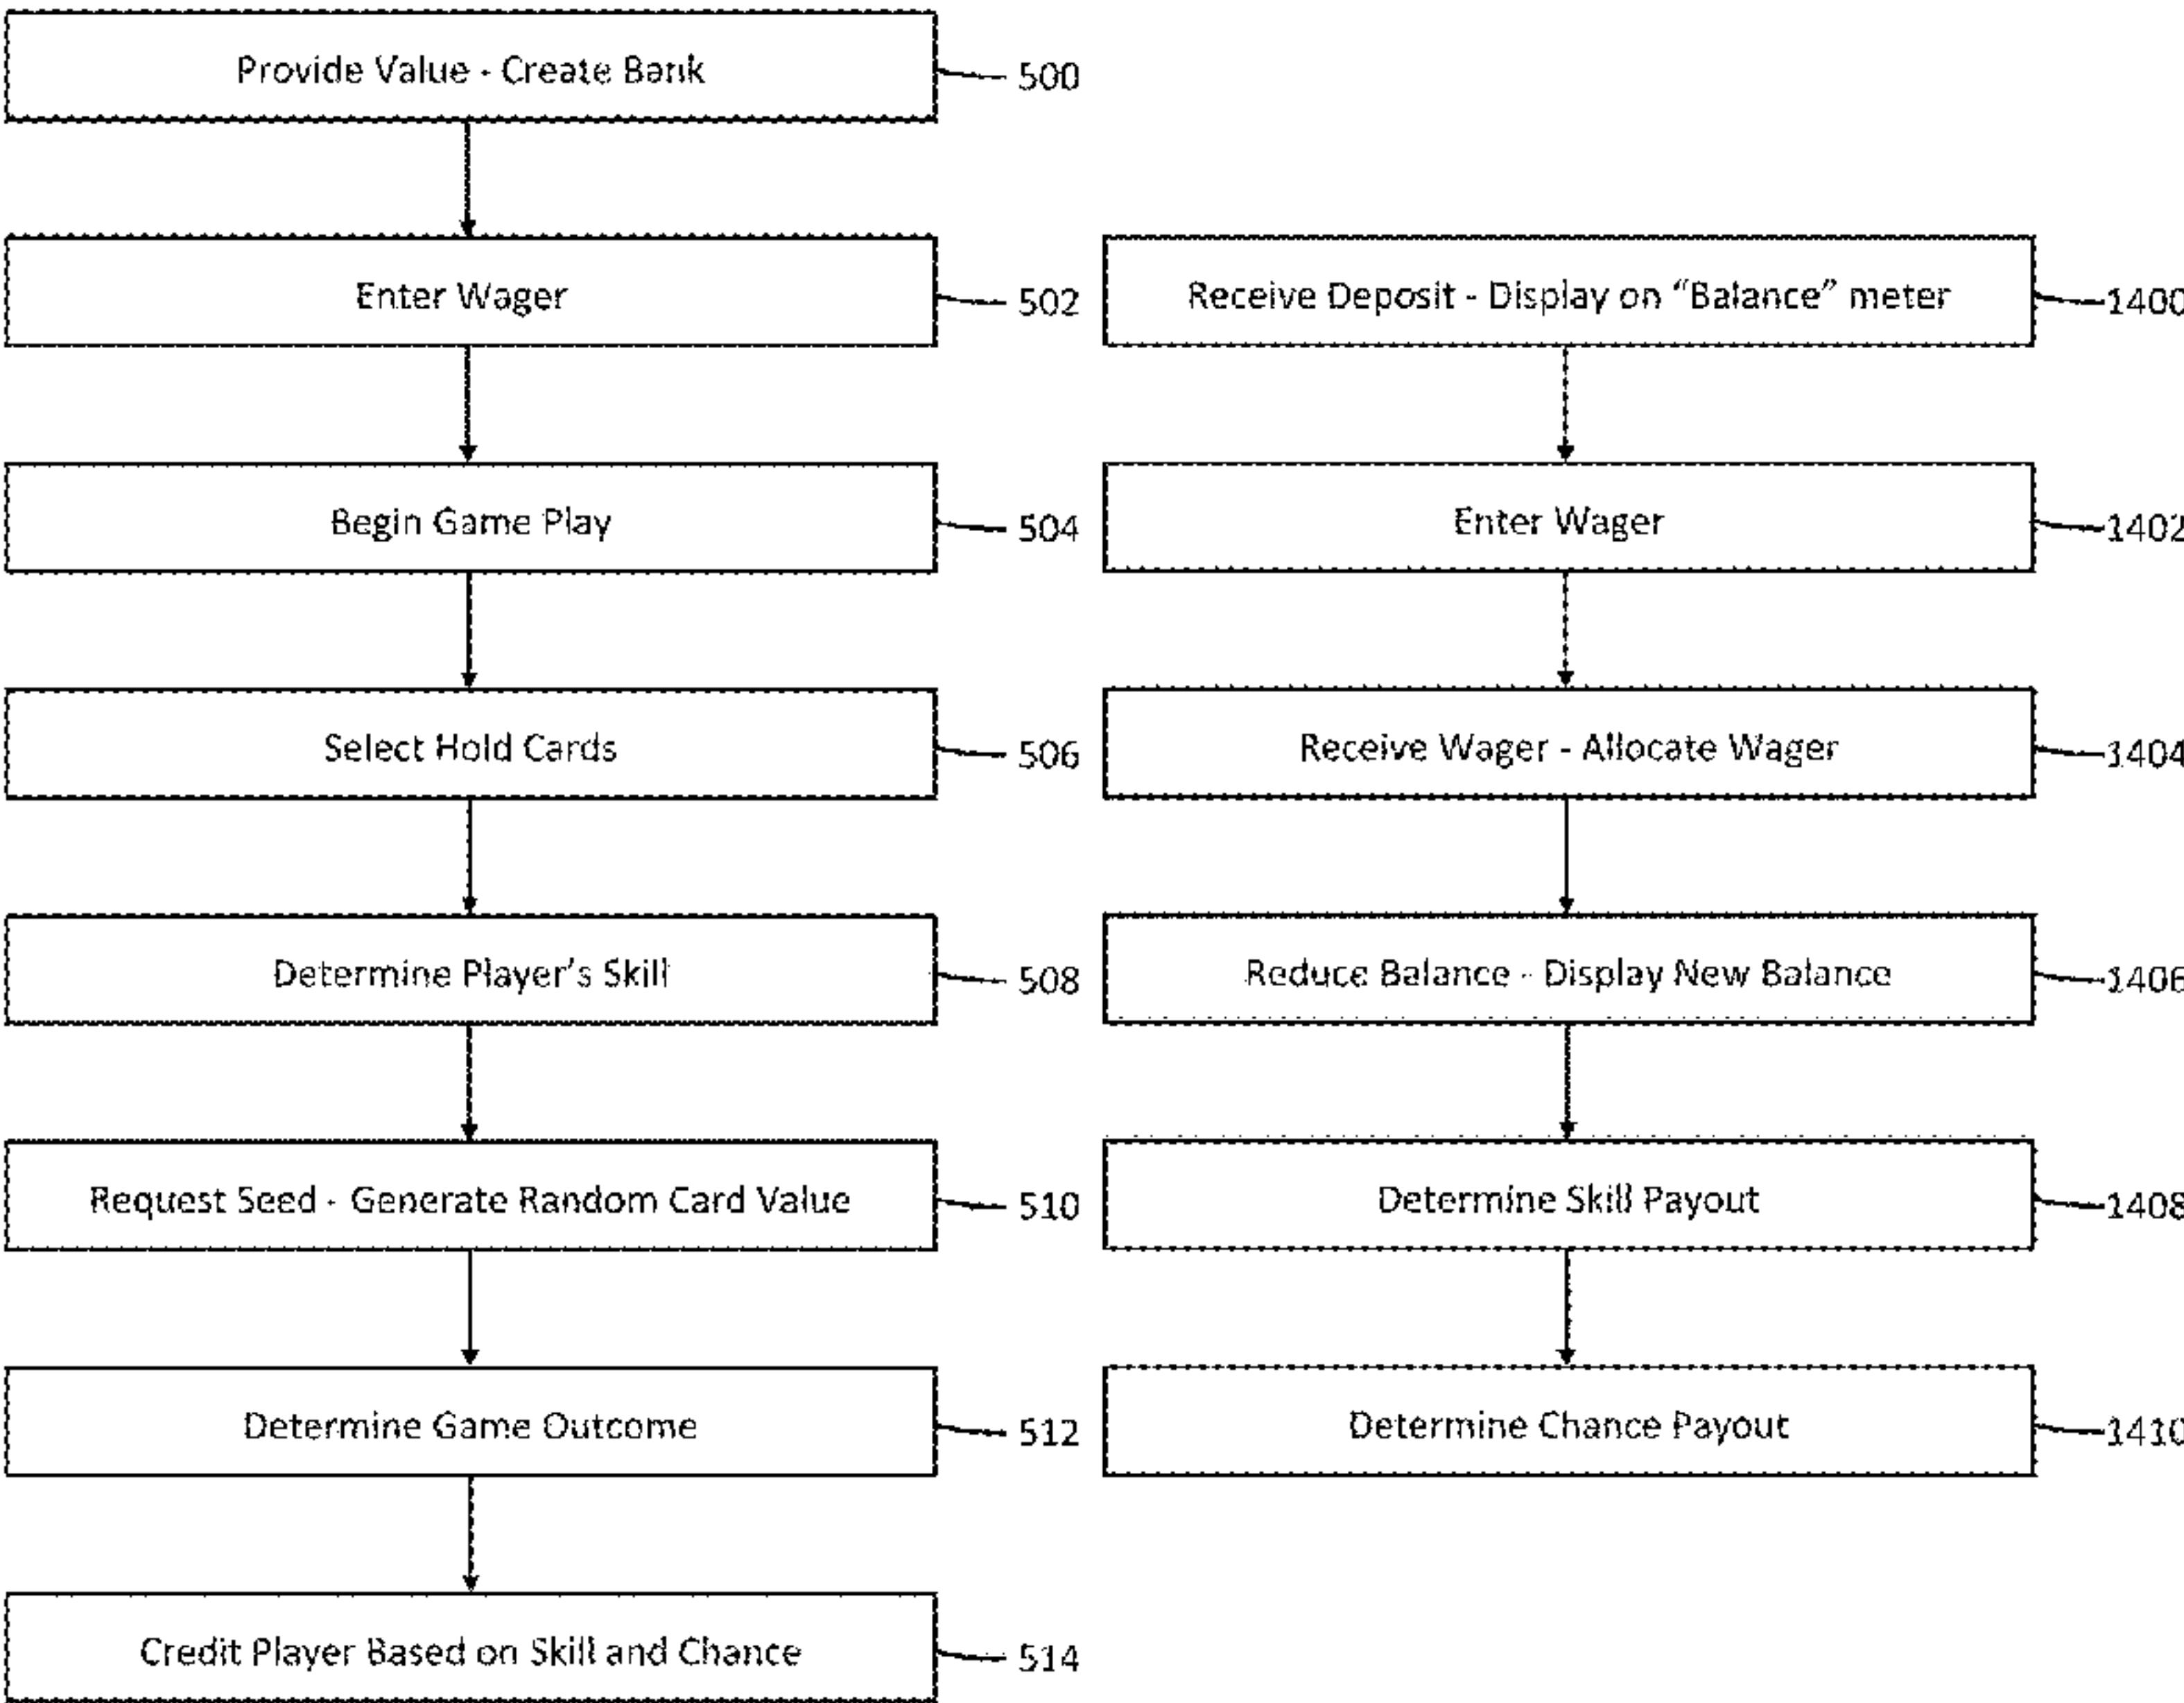 Provide Value - Create Bank
500
Enter Wager
502
Begin Game Play
504
Select Hold Cards
506
Determine Player's Skill
508
Request Seed - Generate Random Card Value
510
Determine Game Outcome
512
Credit Player Based on Skill and Chance
514
Receive Deposit - Display on “Balance” meter
1400
Enter Wager
1402
Receive Wager - Allocate Wager
1404
Reduce Balance - Display New Balance
1406
Determine Skill Payout
1408
Determine Chance Payout
1410